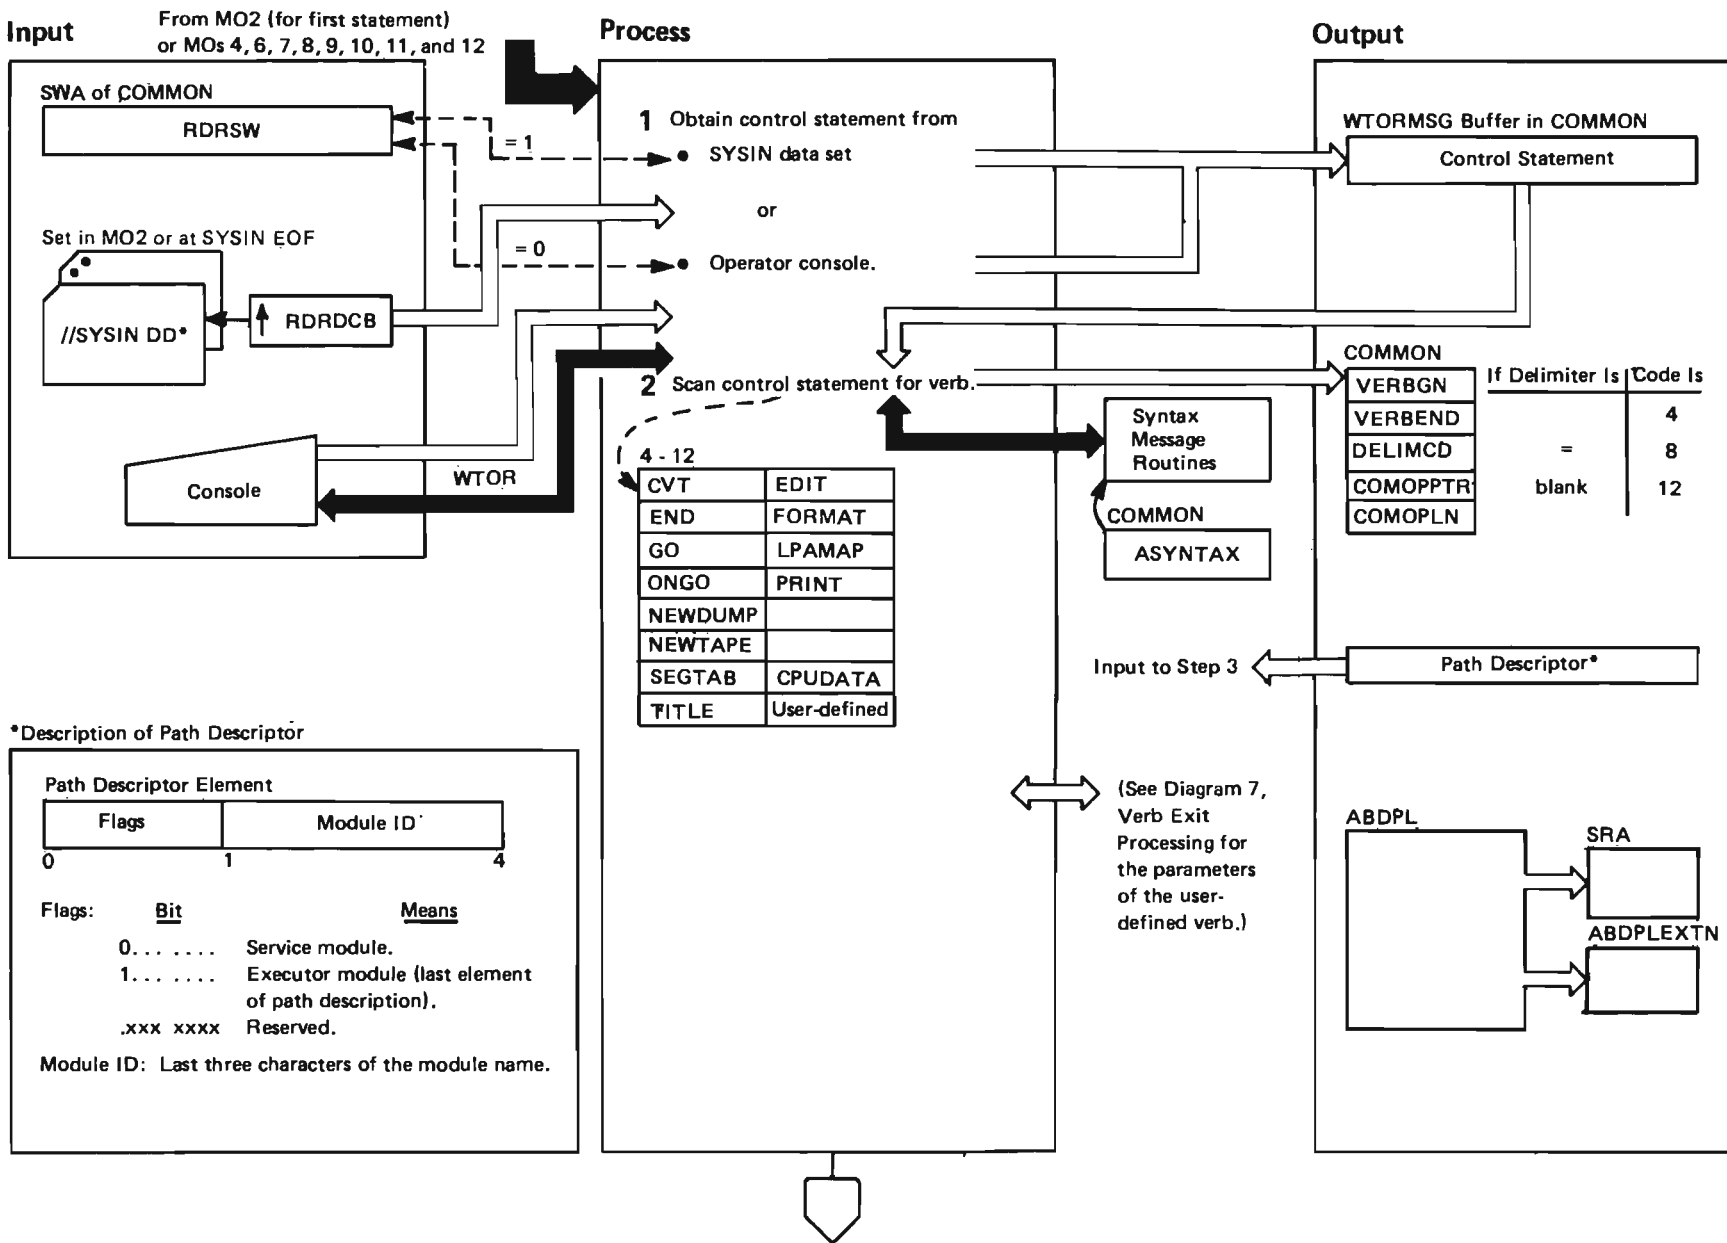 Input
From MO2 (for first statement)
or MOs 4, 6, 7, 8, 9, 10, 11, and 12
SWA of COMMON
RDRSW
= 1
= 0
Set in MO2 or at SYSIN EOF
//SYSIN DD*
RDRDCB
Console
WTOR
Process
1 Obtain control statement from
• SYSIN data set
or
• Operator console.
2 Scan control statement for verb.
4 - 12
CVT EDIT
END FORMAT
GO LPAMAP
ONGO PRINT
NEWDUMP
NEWTAPE
SEGTAB CPUDATA
TITLE User-defined
Syntax
Message
Routines
COMMON
ASYNTAX
Input to Step 3
(See Diagram 7,
Verb Exit
Processing for
the parameters
of the user-
defined verb.)
Output
WTORMSG Buffer in COMMON
Control Statement
COMMON
VERBGN
VERBEND
DELIMCD
COMOPPTR
COMOPLN
If Delimiter Is Code Is
4
= 8
blank 12
Path Descriptor*
ABDPL
SRA
ABDPLEXTN
*Description of Path Descriptor
Path Descriptor Element
Flags Module ID
0 1 4
Flags: Bit Means
0... .... Service module.
1... .... Executor module (last element
of path description).
.xxx xxxx Reserved.
Module ID: Last three characters of the module name.